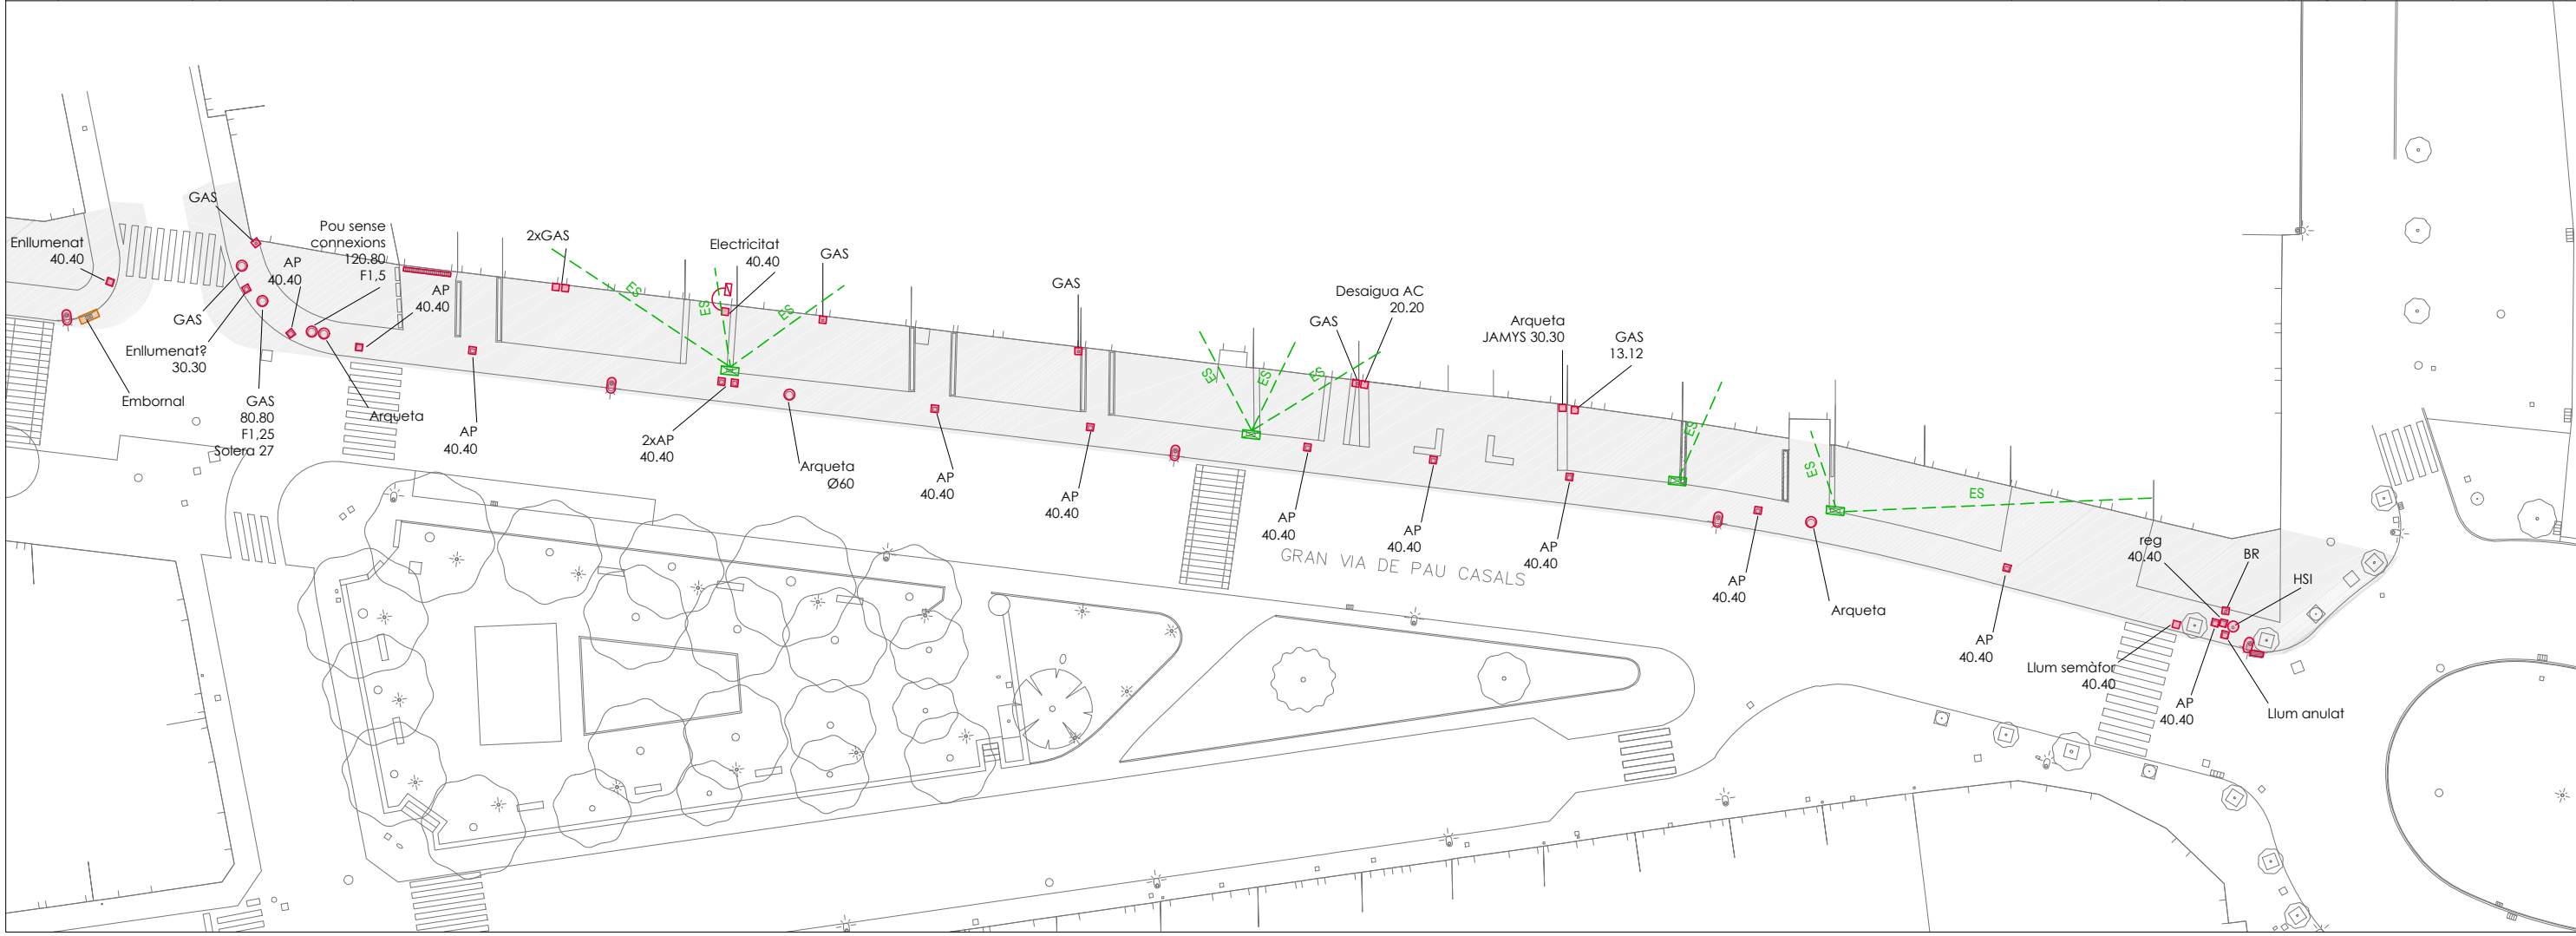 GAS
Enllumenat
40.40
Pou sense
connexions
120.80
F1,5
AP
40.40
AP
40.40
2xGAS
Electricitat
40.40
GAS
GAS
Desaigua AC
20.20
GAS
Arqueta
JAMYS 30.30
GAS
13.12
ES
ES
ES
ES
ES
ES
ES
ES
ES
GAS
Enllumenat?
30.30
Embornal
GAS
80.80
F1,25
Solera 27
Arqueta
AP
40.40
2xAP
40.40
Arqueta
Ø60
AP
40.40
AP
40.40
AP
40.40
AP
40.40
AP
40.40
GRAN VIA DE PAU CASALS
AP
40.40
Arqueta
AP
40.40
reg
40.40
BR
HSI
Llum semàfor
40.40
AP
40.40
Llum anulat